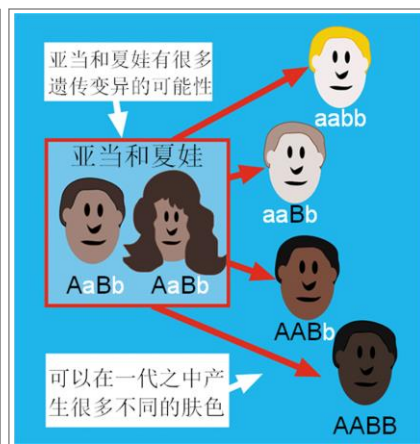 亚当和夏娃有很多
遗传变异的可能性
aabb
亚当和夏娃
aaBb
AaBb AaBb
AABb
可以在一代之中产
生很多不同的肤色
AABB